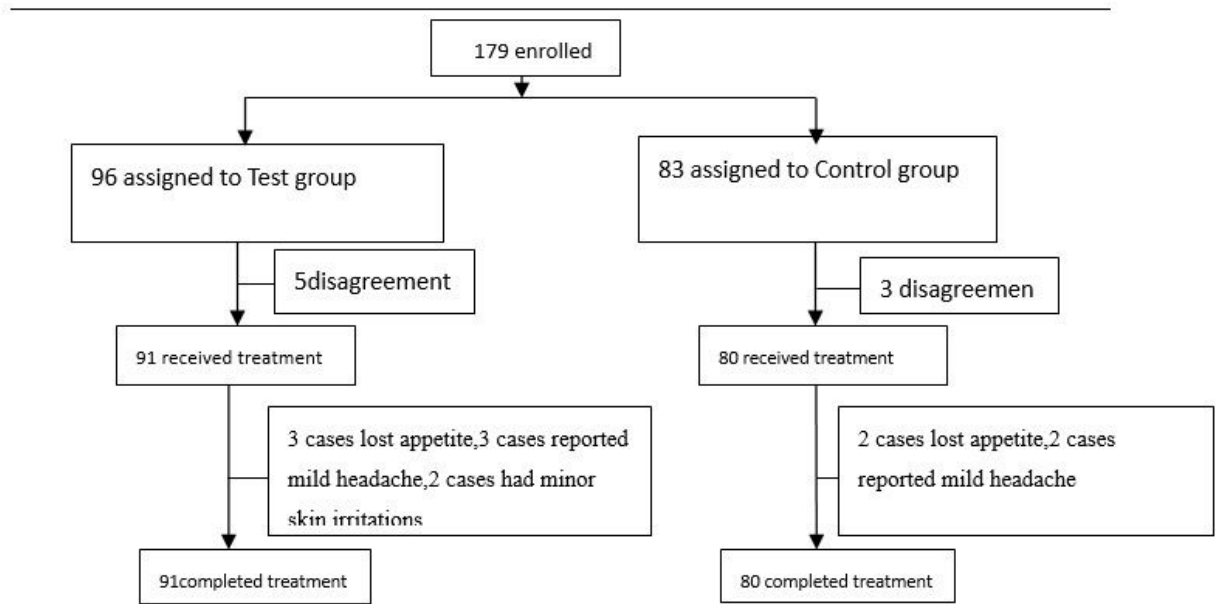 179 enrolled
96 assigned to Test group
83 assigned to Control group
5disagreement
3 disagreemen
91 received treatment
80 received treatment
3 cases lost appetite,3 cases reported
mild headache,2 cases had minor
skin irritations
2 cases lost appetite,2 cases
reported mild headache
91completed treatment
80 completed treatment